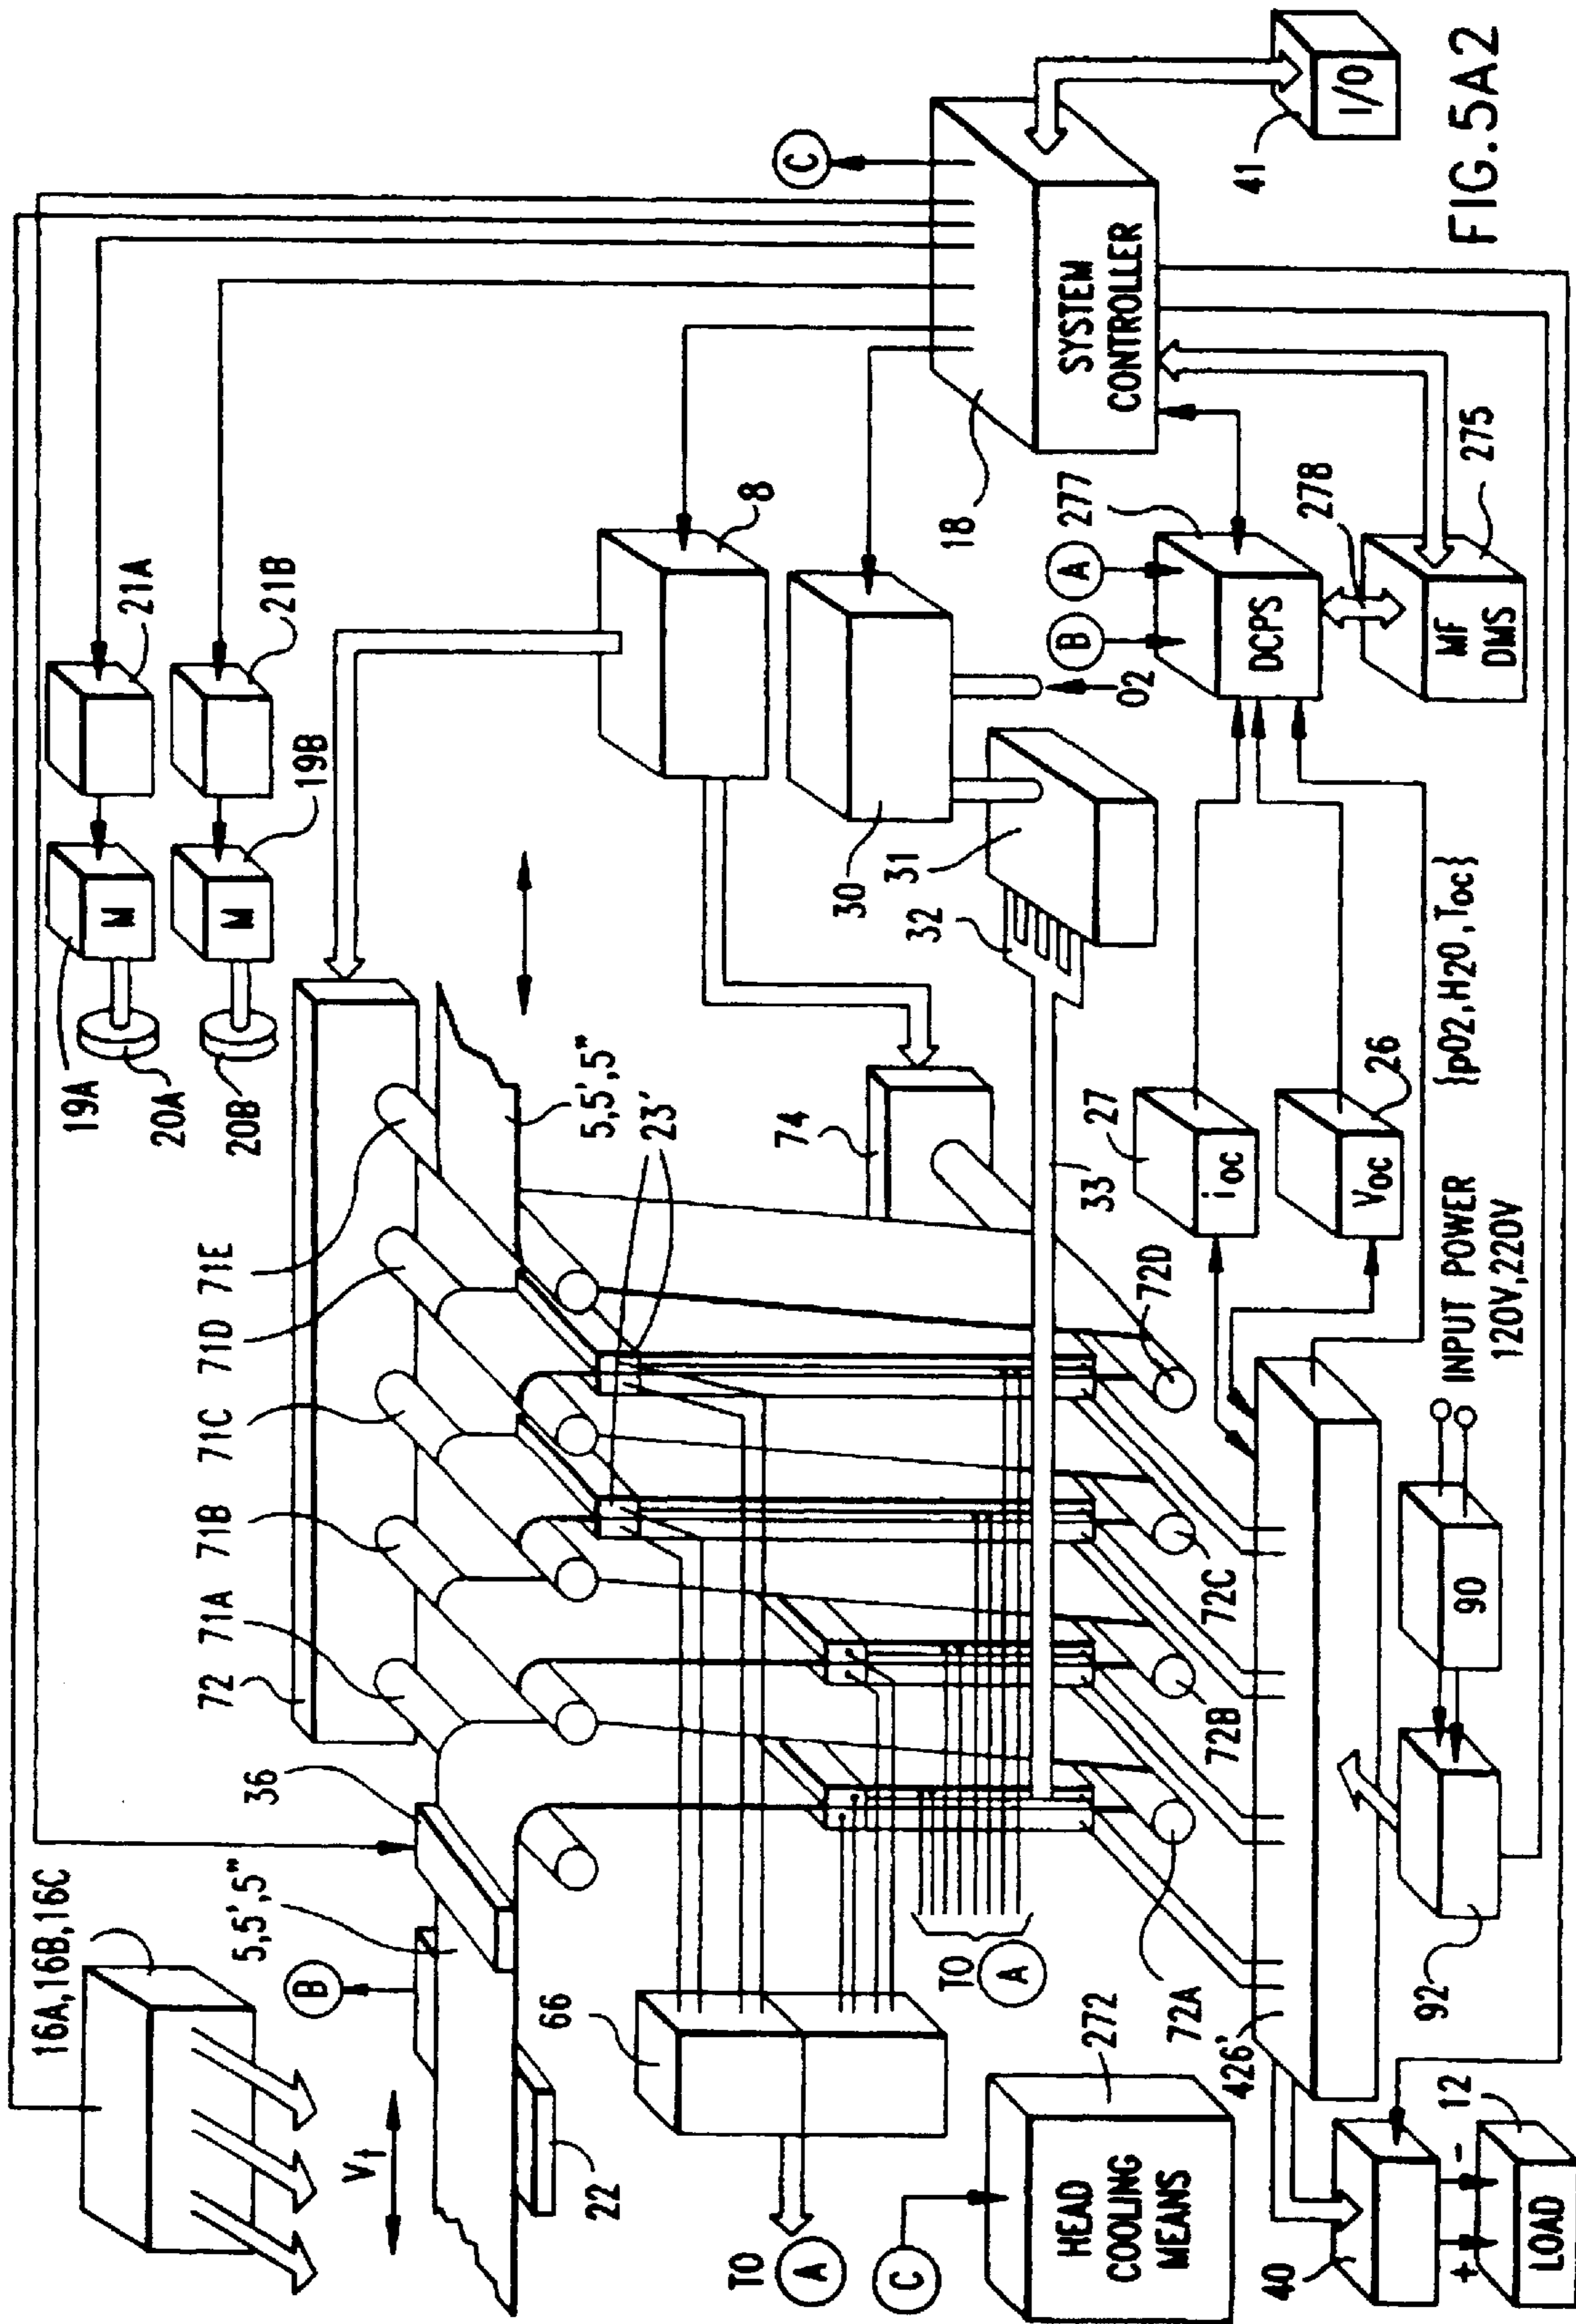 16A,16B,16C
Vt
5,5',5"
36
B
22
72
71A
71B
71C
71D
71E
19A
20A
20B
M
M
19B
21A
21B
5,5',5"
23'
8
C
74
30
31
32
33'
O2
18
SYSTEM
CONTROLLER
41
I/O
66
TO
A
TO
A
C
HEAD
COOLING
MEANS
272
72A
72B
72C
72D
27
ioc
26
Voc
B
A
277
DCPS
278
MF
DMS
275
{pO2,H2O,Toc}
426'
INPUT POWER
120V,220V
90
92
40
+
-
12
LOAD
FIG.5A2